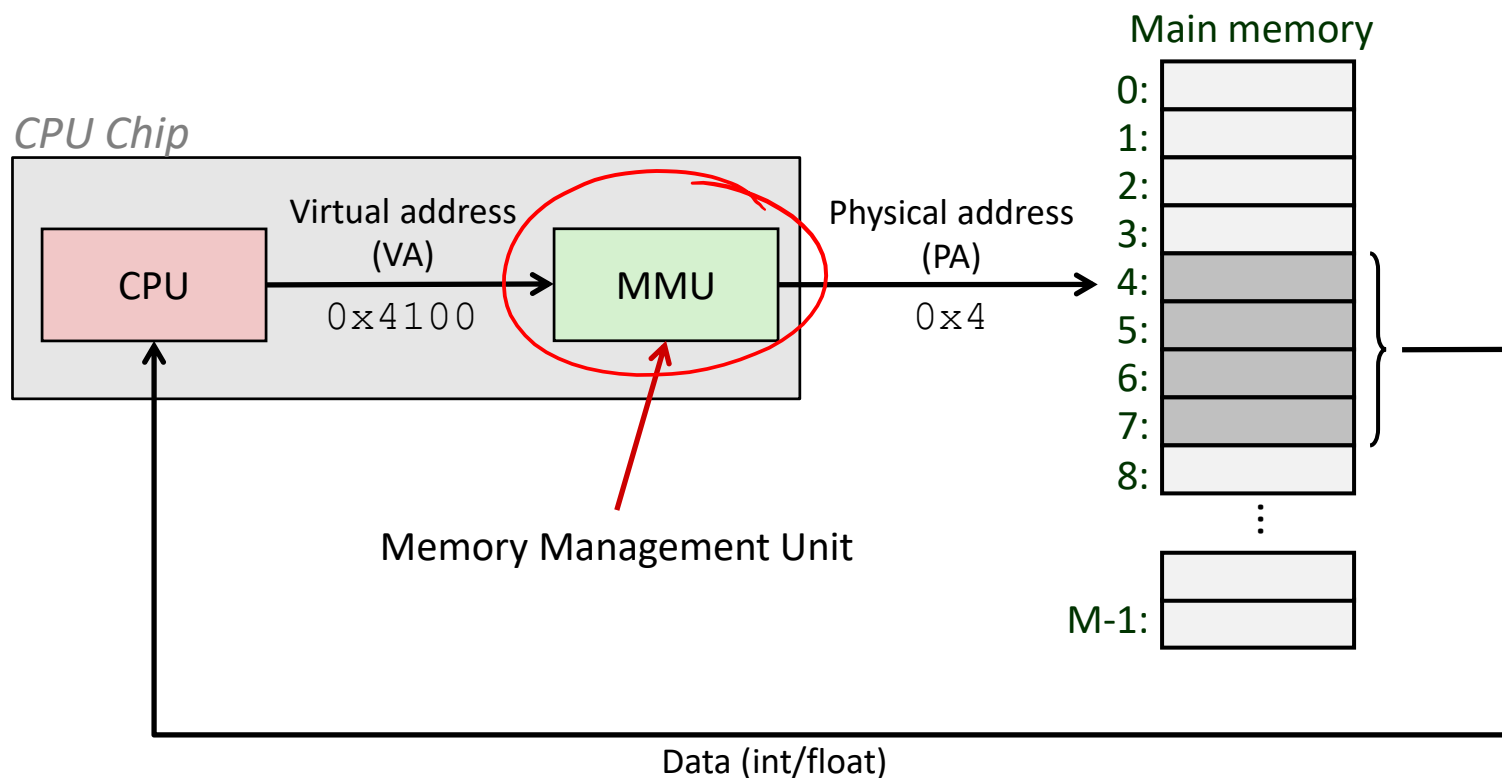 Main memory
CPU Chip
0:
1:
2:
3:
4:
5:
6:
7:
8:
⋮
M-1:
Virtual address
(VA)
0x4100
CPU
MMU
Physical address
(PA)
0x4
Memory Management Unit
Data (int/float)